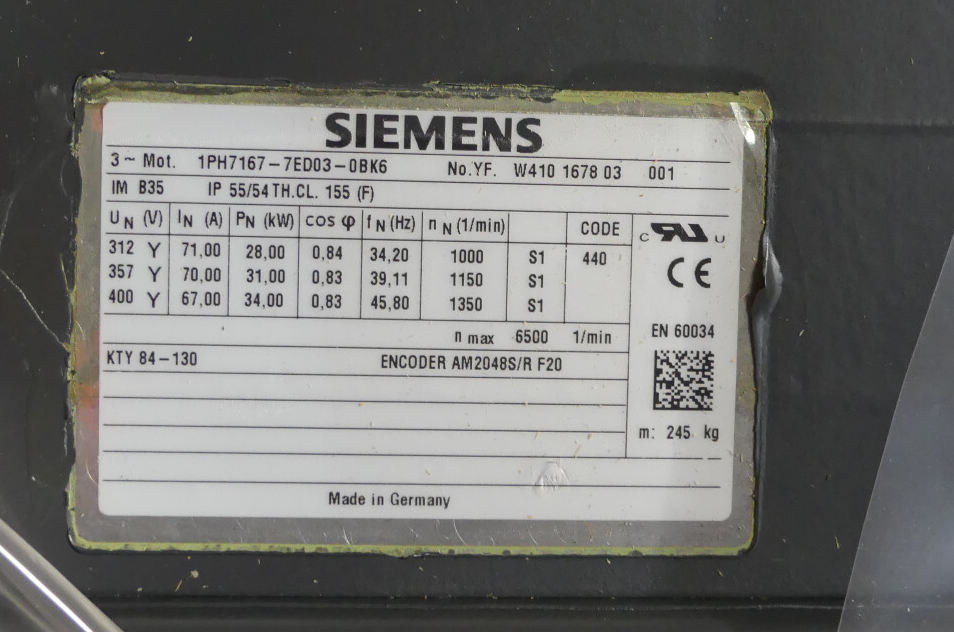 SIEMENS
3 ~ Mot. 1PH7167-7ED03-0BK6 No.YF. W410 1678 03 001
IM B35 IP 55/54 TH.CL. 155 (F)
UN (V) IN (A) PN (kW) cos φ fN (Hz) nN (1/min) CODE
312 Y 71,00 28,00 0,84 34,20 1000 S1 440
357 Y 70,00 31,00 0,83 39,11 1150 S1
400 Y 67,00 34,00 0,83 45,80 1350 S1
n max 6500 1/min
KTY 84-130 ENCODER AM2048S/R F20
C RU US
CE
EN 60034
m: 245 kg
Made in Germany